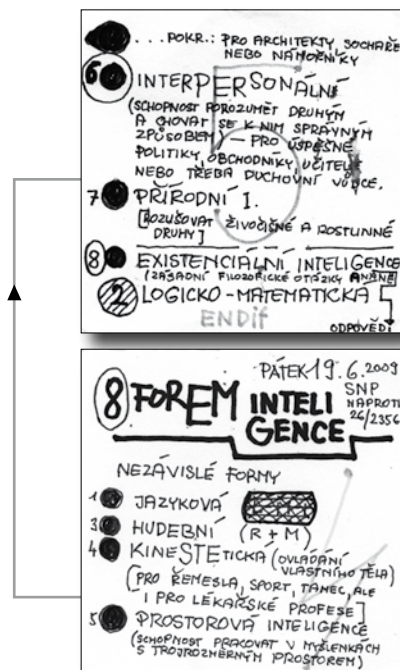 ... POKR.: PRO ARCHITEKTY, SOCHAŘE
NEBO NÁMOŘNÍKY
6 INTERPERSONÁLNÍ
(SCHOPNOST POROZUMĚT DRUHÝM
A CHOVAT SE K NIM SPRÁVNÝM
ZPŮSOBEM) – PRO ÚSPĚŠNÉ
POLITIKY, OBCHODNÍKY, UČITELE
NEBO TŘEBA DUCHOVNÍ VŮDCE.
7 PŘÍRODNÍ I.
[ROZLIŠOVAT ŽIVOČIŠNÉ A ROSTLINNÉ
DRUHY]
8 EXISTENCIÁLNÍ INTELIGENCE
(ZÁSADNÍ FILOZOFICKÉ OTÁZKY
2 LOGICKO-MATEMATICKÁ
ENDif
ODPOVĚDI
PÁTEK 19.6.2009
8 FOREM INTELI
GENCE
SNP
NAPROTI
26/2356
NEZÁVISLÉ FORMY
1 JAZYKOVÁ
3 HUDEBNÍ (R + M)
4 KINESTETICKÁ (OVLÁDÁNÍ
VLASTNÍHO TĚLA)
[PRO ŘEMESLA, SPORT, TANEC, ALE
I PRO LÉKAŘSKÉ PROFESE]
5 PROSTOROVÁ INTELIGENCE
(SCHOPNOST PRACOVAT V MYŠLENKÁCH
S TROJROZMĚRNÝM PROSTOREM)